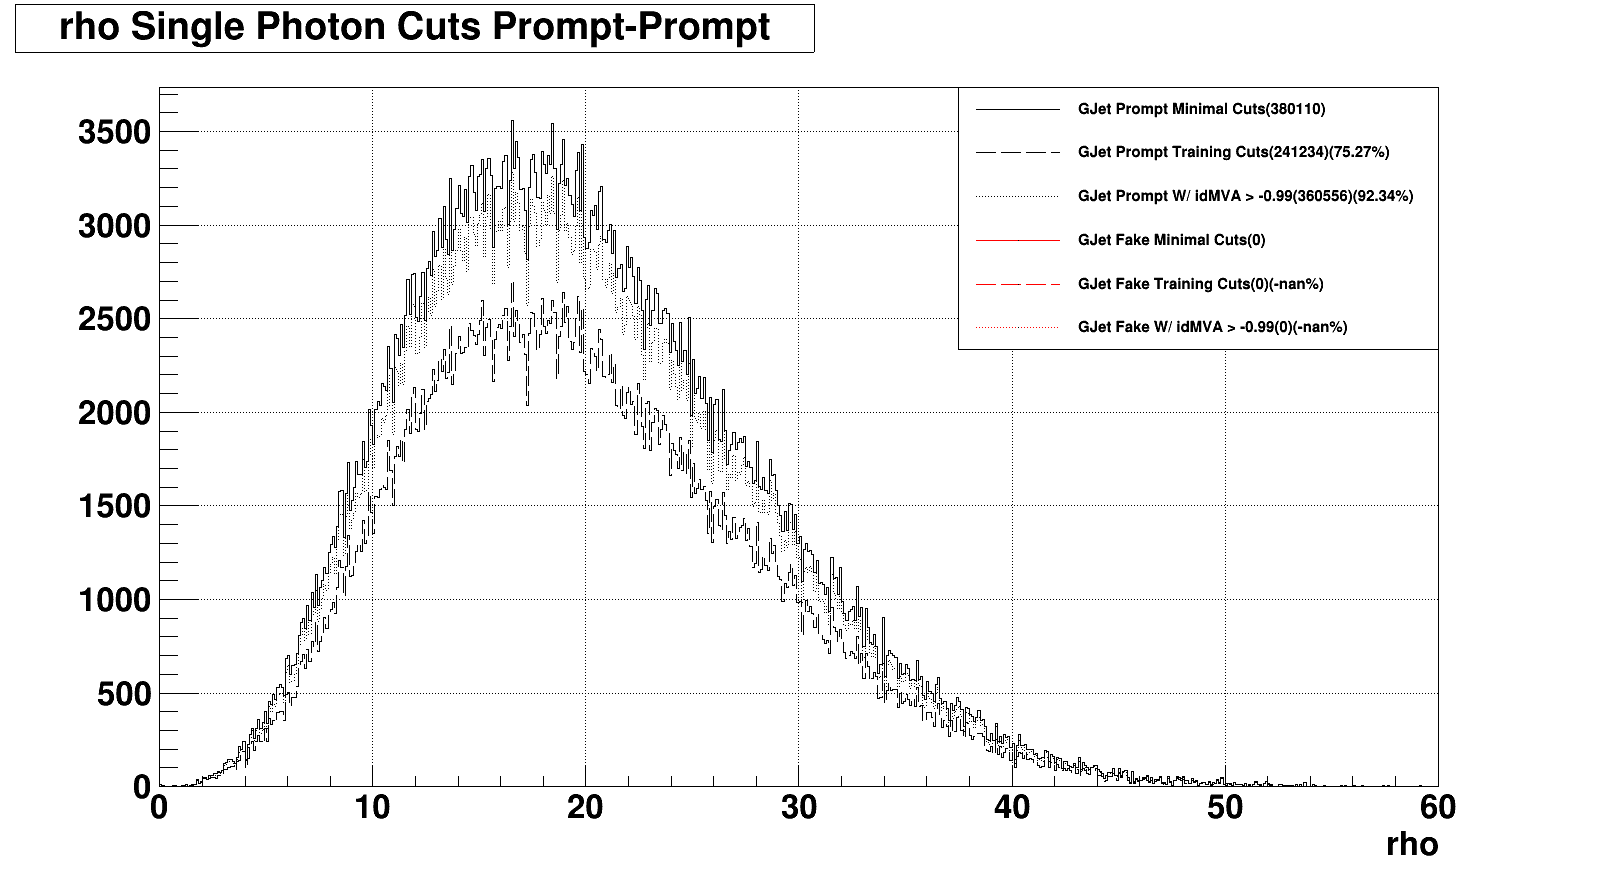 rho Single Photon Cuts Prompt-Prompt
GJet Prompt Minimal Cuts(380110)
GJet Prompt Training Cuts(241234)(75.27%)
GJet Prompt W/ idMVA > -0.99(360556)(92.34%)
GJet Fake Minimal Cuts(0)
GJet Fake Training Cuts(0)(-nan%)
GJet Fake W/ idMVA > -0.99(0)(-nan%)
3500
3000
2500
2000
1500
1000
500
0
0 10 20 30 40 50 60
rho